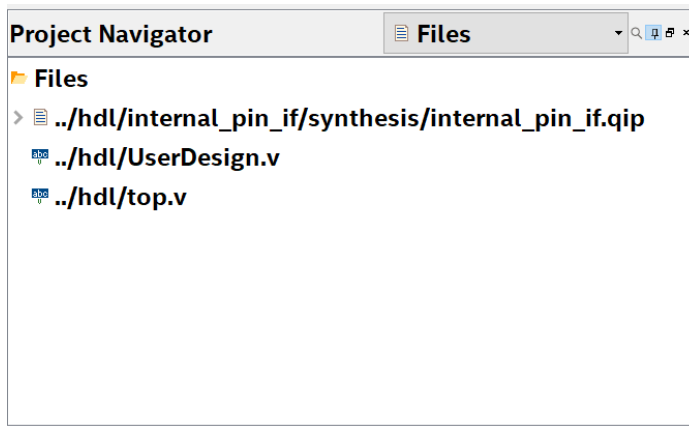 Project Navigator Files
Files
../hdl/internal_pin_if/synthesis/internal_pin_if.qip
../hdl/UserDesign.v
../hdl/top.v